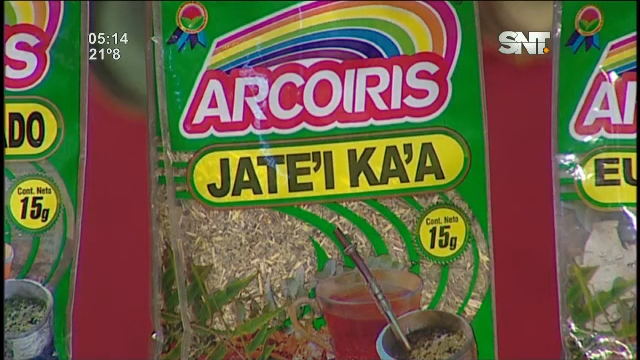 05:14
21°8
SNT
ARCOIRIS
JATE'I KA'A
Cont. Neto
15g
ADO
Cont. Neto
15g
EU